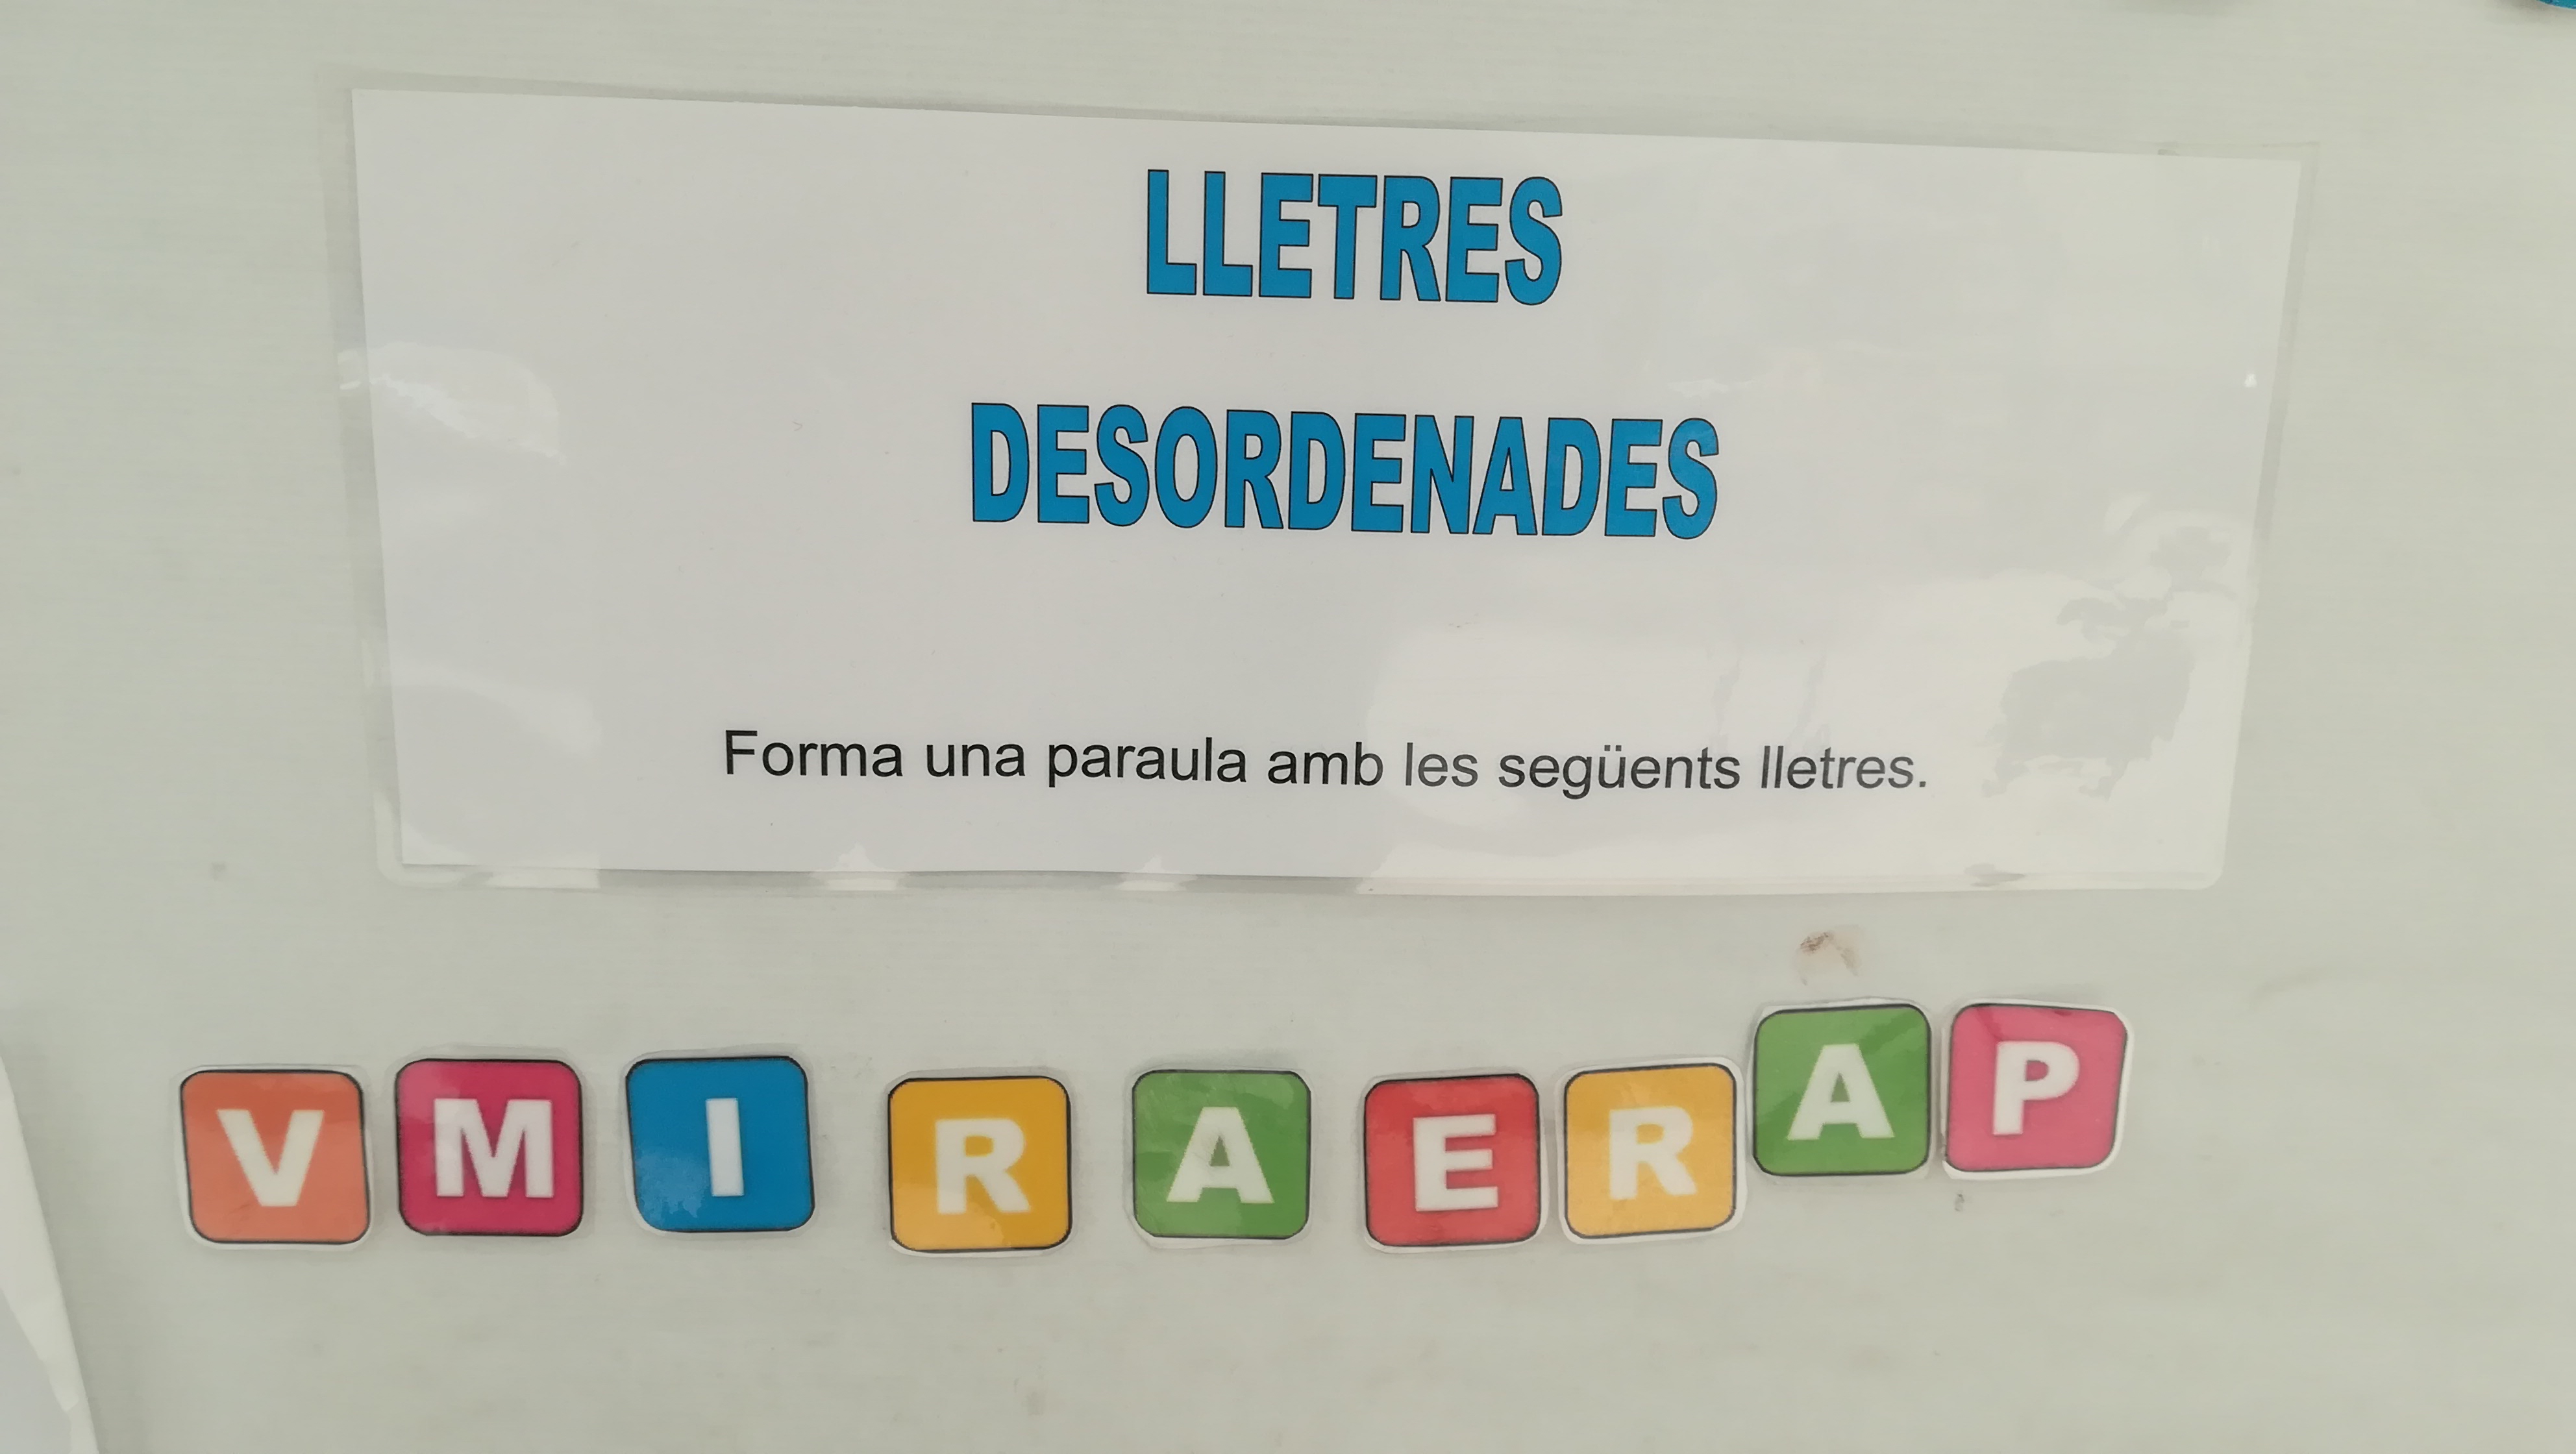 LLETRES
DESORDENADES
Forma una paraula amb les següents lletres.
V M I R A E R A P